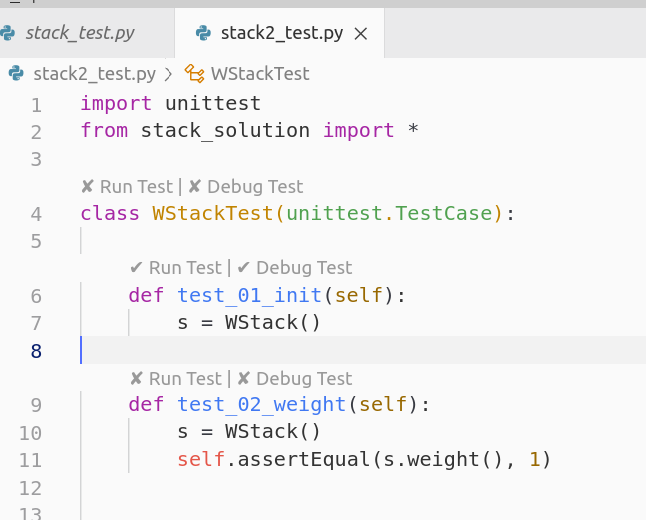 stack_test.py stack2_test.py ×
stack2_test.py > WStackTest
1 import unittest
2 from stack_solution import *
3
✘ Run Test | ✘ Debug Test
4 class WStackTest(unittest.TestCase):
5
✔ Run Test | ✔ Debug Test
6 def test_01_init(self):
7 s = WStack()
8
✘ Run Test | ✘ Debug Test
9 def test_02_weight(self):
10 s = WStack()
11 self.assertEqual(s.weight(), 1)
12
13